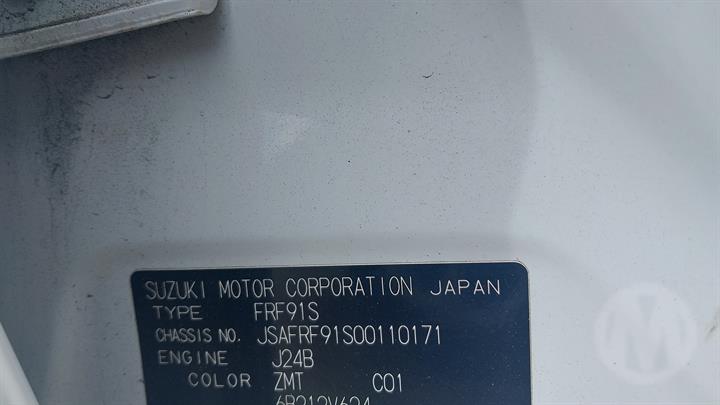 SUZUKI MOTOR CORPORATION JAPAN
TYPE FRF91S
CHASSIS NO. JSAFRF91S00110171
ENGINE J24B
COLOR ZMT C01